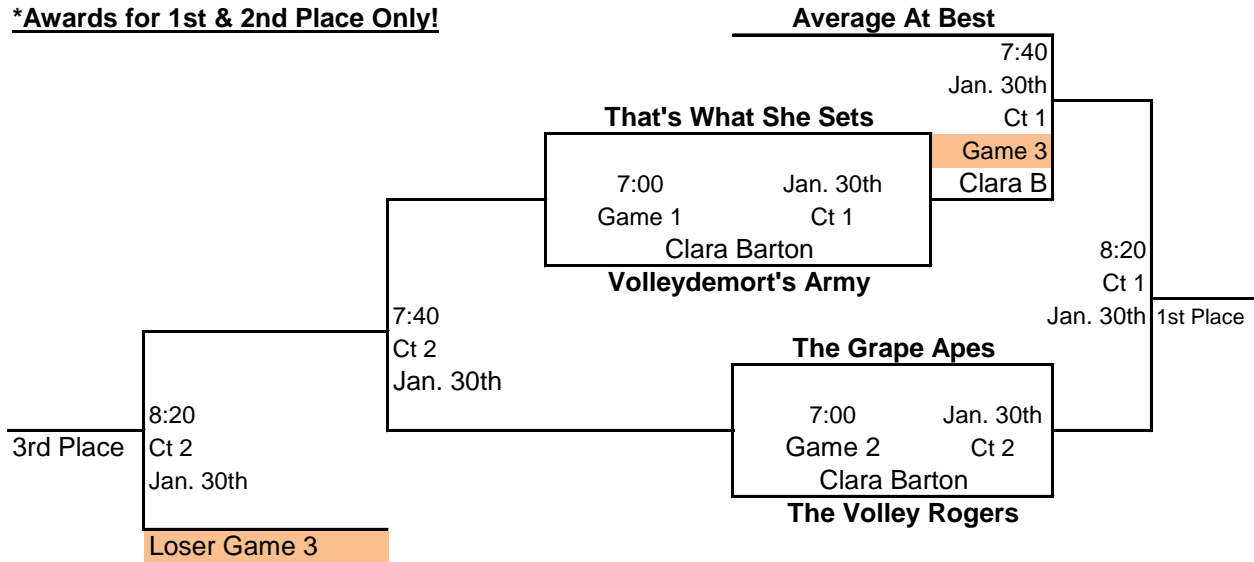 *Awards for 1st & 2nd Place Only!
Average At Best
7:40
Jan. 30th
Ct 1
Game 3
Clara B
That's What She Sets
7:00 Jan. 30th
Game 1 Ct 1
Clara Barton
Volleydemort's Army
8:20
Ct 1
Jan. 30th
1st Place
7:40
Ct 2
Jan. 30th
The Grape Apes
7:00 Jan. 30th
Game 2 Ct 2
Clara Barton
The Volley Rogers
3rd Place
8:20
Ct 2
Jan. 30th
Loser Game 3